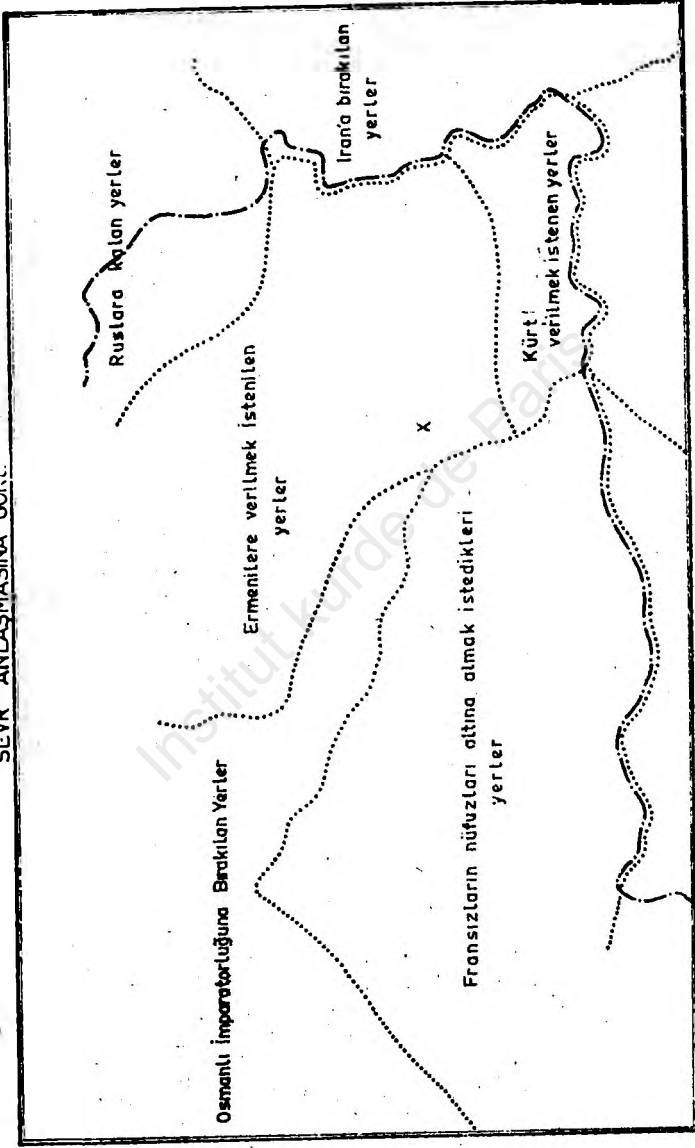 SEVR ANLAŞMASINA GÖRE:
Ruslara Kalan yerler
İran'a bırakılan
yerler
Ermenilere verilmek istenilen
yerler
Kürt!
verilmek istenen yerler
X
Osmanlı İmparatorluğuna Bırakılan Yerler
Fransızların nüfuzları altına almak istedikleri
yerler
Institut kurde de Paris